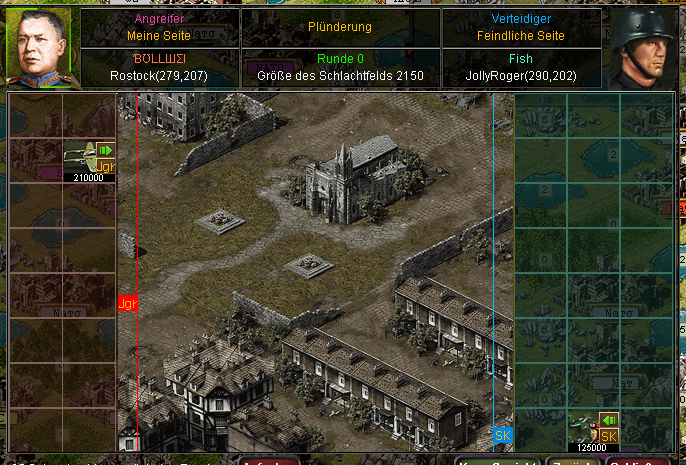 Angreifer
Meine Seite
Plünderung
Verteidiger
Feindliche Seite
Runde 0
Fish
Rostock(279,207)
Größe des Schlachtfelds 2150
JollyRoger(290,202)
Jgr
210000
Jgr
SK
SK
125000